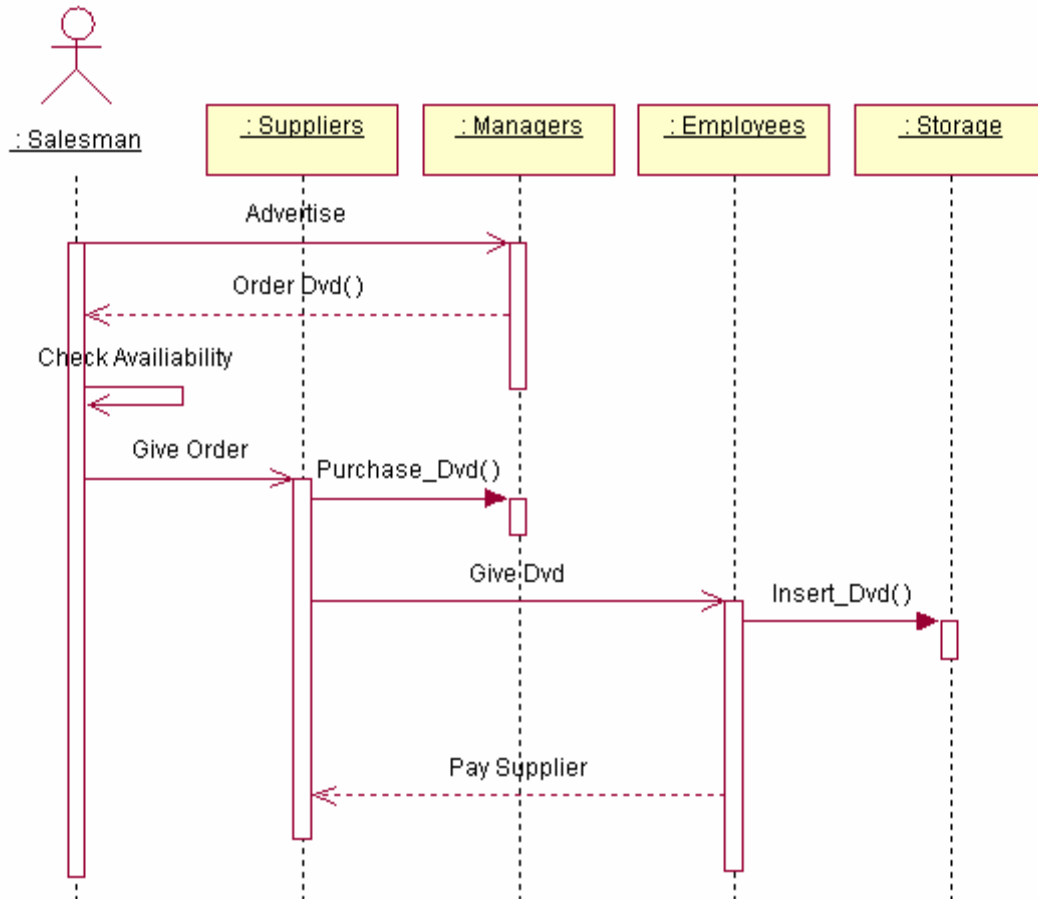 : Salesman
: Suppliers
: Managers
: Employees
: Storage
Advertise
Order Dvd( )
Check Availiability
Give Order
Purchase_Dvd( )
Give Dvd
Insert_Dvd( )
Pay Supplier